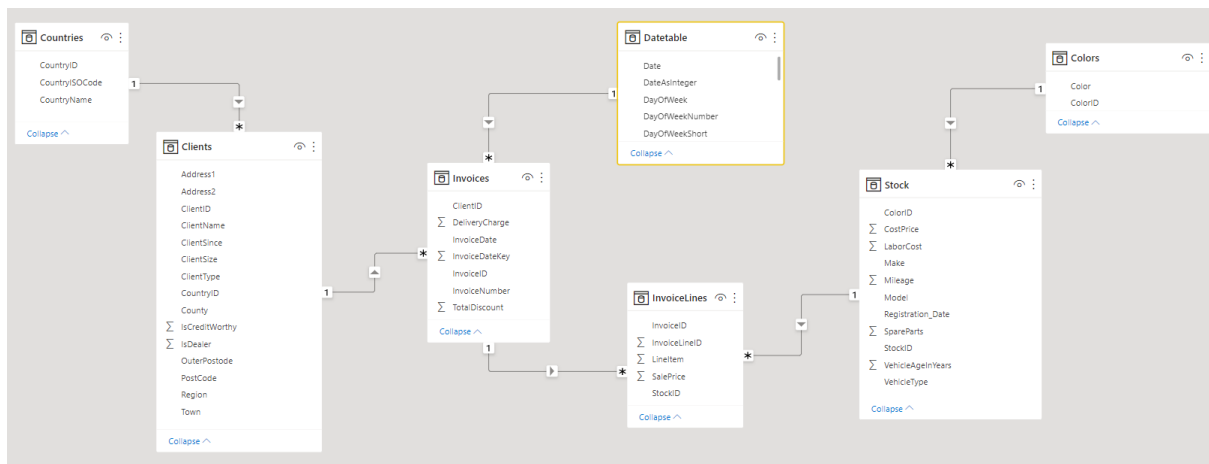 Countries
CountryID
CountryISOCode
CountryName
Collapse
1
*
Clients
Address1
Address2
ClientID
ClientName
ClientSince
ClientSize
ClientType
CountryID
County
Σ IsCreditWorthy
Σ IsDealer
OuterPostode
PostCode
Region
Town
Collapse
1
*
Invoices
ClientID
Σ DeliveryCharge
InvoiceDate
Σ InvoiceDateKey
InvoiceID
InvoiceNumber
Σ TotalDiscount
Collapse
1
*
Datetable
Date
DateAsInteger
DayOfWeek
DayOfWeekNumber
DayOfWeekShort
Collapse
1
*
InvoiceLines
InvoiceID
Σ InvoiceLineID
Σ LineItem
Σ SalePrice
StockID
Collapse
*
1
Colors
Color
ColorID
Collapse
1
*
Stock
ColorID
Σ CostPrice
Σ LaborCost
Make
Σ Mileage
Model
Registration_Date
Σ SpareParts
StockID
Σ VehicleAgeInYears
VehicleType
Collapse